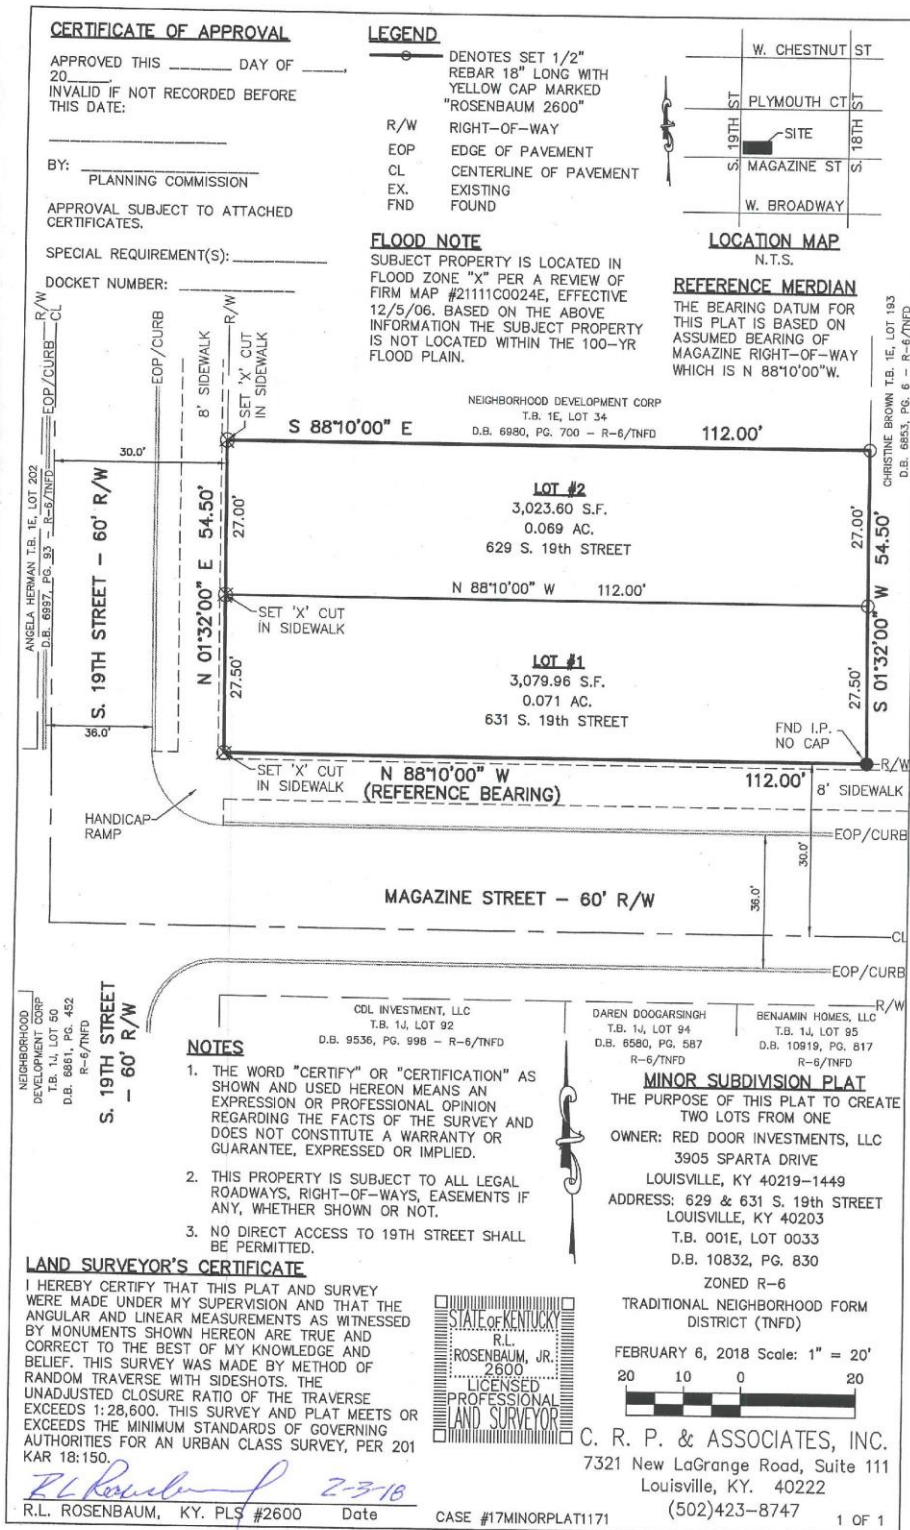 CERTIFICATE OF APPROVAL
APPROVED THIS ______ DAY OF ____,
20____.
INVALID IF NOT RECORDED BEFORE
THIS DATE:
BY: ________________
PLANNING COMMISSION
APPROVAL SUBJECT TO ATTACHED
CERTIFICATES.
SPECIAL REQUIREMENT(S): __________
DOCKET NUMBER: ____________
LEGEND
DENOTES SET 1/2"
REBAR 18" LONG WITH
YELLOW CAP MARKED
"ROSENBAUM 2600"
R/W RIGHT-OF-WAY
EOP EDGE OF PAVEMENT
CL CENTERLINE OF PAVEMENT
EX. EXISTING
FND FOUND
FLOOD NOTE
SUBJECT PROPERTY IS LOCATED IN
FLOOD ZONE "X" PER A REVIEW OF
FIRM MAP #21111C0024E, EFFECTIVE
12/5/06. BASED ON THE ABOVE
INFORMATION THE SUBJECT PROPERTY
IS NOT LOCATED WITHIN THE 100-YR
FLOOD PLAIN.
W. CHESTNUT ST
PLYMOUTH CT
S. 19TH ST
S. 18TH ST
SITE
MAGAZINE ST
W. BROADWAY
LOCATION MAP
N.T.S.
REFERENCE MERDIAN
THE BEARING DATUM FOR
THIS PLAT IS BASED ON
ASSUMED BEARING OF
MAGAZINE RIGHT-OF-WAY
WHICH IS N 88°10'00"W.
CHRISTINE BROWN T.B. 1E, LOT 193
D.B. 6853, PG. 6 - R-6/TNFD
R/W
CL
EOP/CURB
EOP/CURB
8' SIDEWALK
R/W
SET 'X' CUT
IN SIDEWALK
NEIGHBORHOOD DEVELOPMENT CORP
T.B. 1E, LOT 34
D.B. 6980, PG. 700 - R-6/TNFD
S 88°10'00" E
112.00'
30.0'
ANGELA HERMAN T.B. 1E, LOT 202
D.B. 6997, PG. 93 - R-6/TNFD
S. 19TH STREET - 60' R/W
N 01°32'00" E 54.50'
27.00'
LOT #2
3,023.60 S.F.
0.069 AC.
629 S. 19th STREET
27.00'
S 01°32'00" W 54.50'
N 88°10'00" W 112.00'
SET 'X' CUT
IN SIDEWALK
27.50'
LOT #1
3,079.96 S.F.
0.071 AC.
631 S. 19th STREET
27.50'
36.0'
FND I.P.
NO CAP
R/W
SET 'X' CUT
IN SIDEWALK
N 88°10'00" W
(REFERENCE BEARING)
112.00'
8' SIDEWALK
HANDICAP
RAMP
EOP/CURB
30.0'
36.0'
MAGAZINE STREET - 60' R/W
CL
EOP/CURB
R/W
NEIGHBORHOOD
DEVELOPMENT CORP
T.B. 1J, LOT 50
D.B. 6861, PG. 452
R-6/TNFD
S. 19TH STREET
- 60' R/W
CDL INVESTMENT, LLC
T.B. 1J, LOT 92
D.B. 9536, PG. 998 - R-6/TNFD
DAREN DOOGARSINGH
T.B. 1J, LOT 94
D.B. 6580, PG. 587
R-6/TNFD
BENJAMIN HOMES, LLC
T.B. 1J, LOT 95
D.B. 10919, PG. 817
R-6/TNFD
NOTES
1. THE WORD "CERTIFY" OR "CERTIFICATION" AS
SHOWN AND USED HEREON MEANS AN
EXPRESSION OR PROFESSIONAL OPINION
REGARDING THE FACTS OF THE SURVEY AND
DOES NOT CONSTITUTE A WARRANTY OR
GUARANTEE, EXPRESSED OR IMPLIED.
2. THIS PROPERTY IS SUBJECT TO ALL LEGAL
ROADWAYS, RIGHT-OF-WAYS, EASEMENTS IF
ANY, WHETHER SHOWN OR NOT.
3. NO DIRECT ACCESS TO 19TH STREET SHALL
BE PERMITTED.
MINOR SUBDIVISION PLAT
THE PURPOSE OF THIS PLAT TO CREATE
TWO LOTS FROM ONE
OWNER: RED DOOR INVESTMENTS, LLC
3905 SPARTA DRIVE
LOUISVILLE, KY 40219-1449
ADDRESS: 629 & 631 S. 19th STREET
LOUISVILLE, KY 40203
T.B. 001E, LOT 0033
D.B. 10832, PG. 830
ZONED R-6
TRADITIONAL NEIGHBORHOOD FORM
DISTRICT (TNFD)
FEBRUARY 6, 2018 Scale: 1" = 20'
20 10 0 20
LAND SURVEYOR'S CERTIFICATE
I HEREBY CERTIFY THAT THIS PLAT AND SURVEY
WERE MADE UNDER MY SUPERVISION AND THAT THE
ANGULAR AND LINEAR MEASUREMENTS AS WITNESSED
BY MONUMENTS SHOWN HEREON ARE TRUE AND
CORRECT TO THE BEST OF MY KNOWLEDGE AND
BELIEF. THIS SURVEY WAS MADE BY METHOD OF
RANDOM TRAVERSE WITH SIDESHOTS. THE
UNADJUSTED CLOSURE RATIO OF THE TRAVERSE
EXCEEDS 1:28,600. THIS SURVEY AND PLAT MEETS OR
EXCEEDS THE MINIMUM STANDARDS OF GOVERNING
AUTHORITIES FOR AN URBAN CLASS SURVEY, PER 201
KAR 18:150.
RL Rosenbaum 2-3-18
R.L. ROSENBAUM, KY. PLS #2600 Date
STATE of KENTUCKY
R.L.
ROSENBAUM, JR.
2600
LICENSED
PROFESSIONAL
LAND SURVEYOR
C. R. P. & ASSOCIATES, INC.
7321 New LaGrange Road, Suite 111
Louisville, KY. 40222
(502)423-8747
CASE #17MINORPLAT1171
1 OF 1